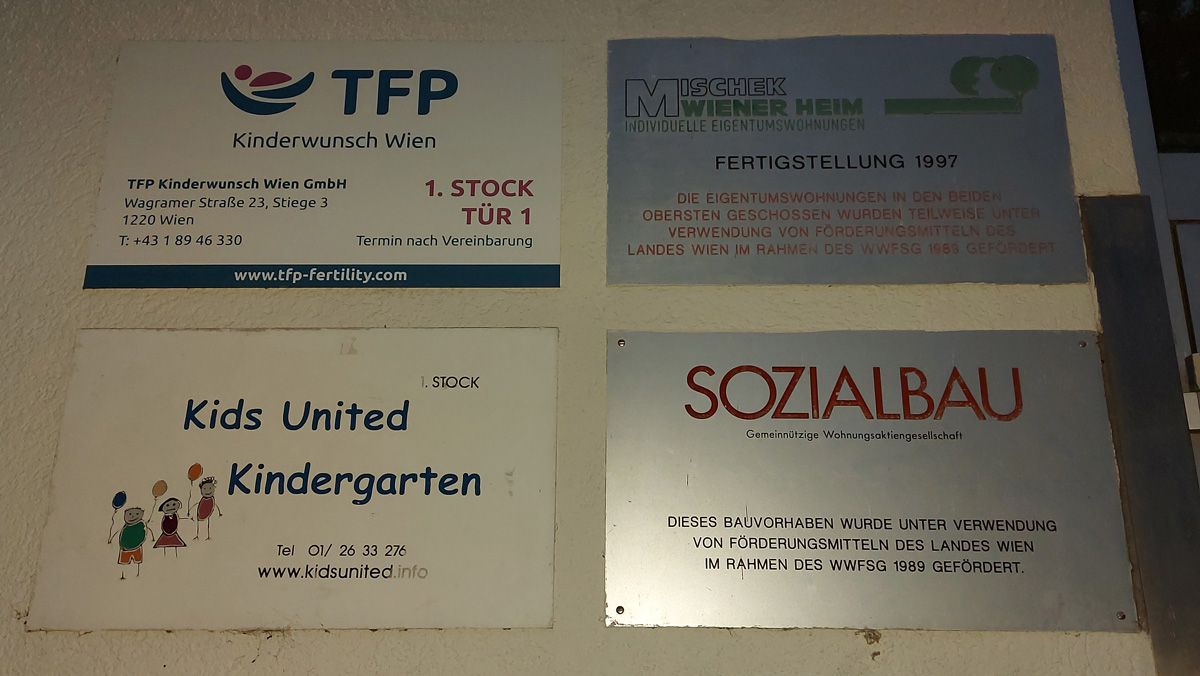 TFP
Kinderwunsch Wien
TFP Kinderwunsch Wien GmbH
Wagramer Straße 23, Stiege 3
1220 Wien
T: +43 1 89 46 330
1. STOCK
TÜR 1
Termin nach Vereinbarung
www.tfp-fertility.com
MISCHEK
WIENER HEIM
INDIVIDUELLE EIGENTUMSWOHNUNGEN
FERTIGSTELLUNG 1997
DIE EIGENTUMSWOHNUNGEN IN DEN BEIDEN
OBERSTEN GESCHOSSEN WURDEN TEILWEISE UNTER
VERWENDUNG VON FÖRDERUNGSMITTELN DES
LANDES WIEN IM RAHMEN DES WWFSG 1989 GEFÖRDERT
1. STOCK
Kids United
Kindergarten
Tel 01/ 26 33 276
www.kidsunited.info
SOZIALBAU
Gemeinnützige Wohnungsaktiengesellschaft
DIESES BAUVORHABEN WURDE UNTER VERWENDUNG
VON FÖRDERUNGSMITTELN DES LANDES WIEN
IM RAHMEN DES WWFSG 1989 GEFÖRDERT.